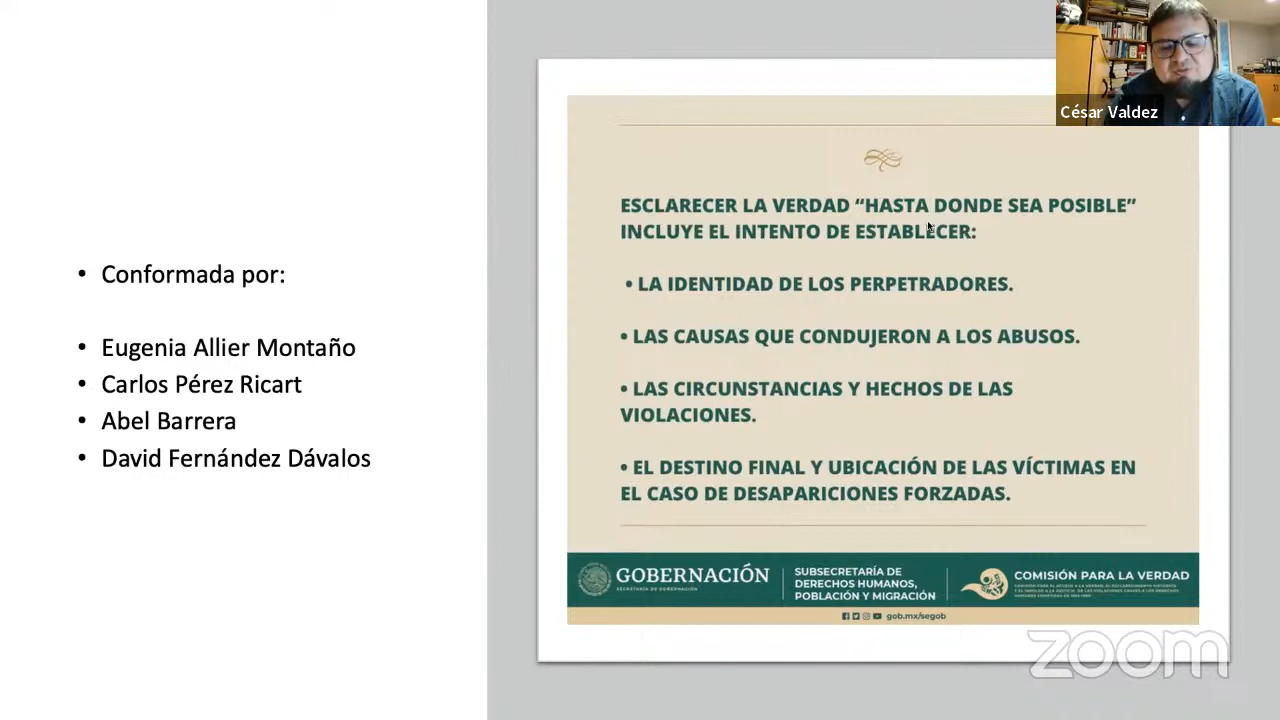 César Valdez
• Conformada por:
• Eugenia Allier Montaño
• Carlos Pérez Ricart
• Abel Barrera
• David Fernández Dávalos
ESCLARECER LA VERDAD “HASTA DONDE SEA POSIBLE”
INCLUYE EL INTENTO DE ESTABLECER:
• LA IDENTIDAD DE LOS PERPETRADORES.
• LAS CAUSAS QUE CONDUJERON A LOS ABUSOS.
• LAS CIRCUNSTANCIAS Y HECHOS DE LAS
VIOLACIONES.
• EL DESTINO FINAL Y UBICACIÓN DE LAS VÍCTIMAS EN
EL CASO DE DESAPARICIONES FORZADAS.
GOBERNACIÓN
SECRETARÍA DE GOBERNACIÓN
SUBSECRETARÍA DE
DERECHOS HUMANOS,
POBLACIÓN Y MIGRACIÓN
COMISIÓN PARA LA VERDAD
gob.mx/segob
zoom